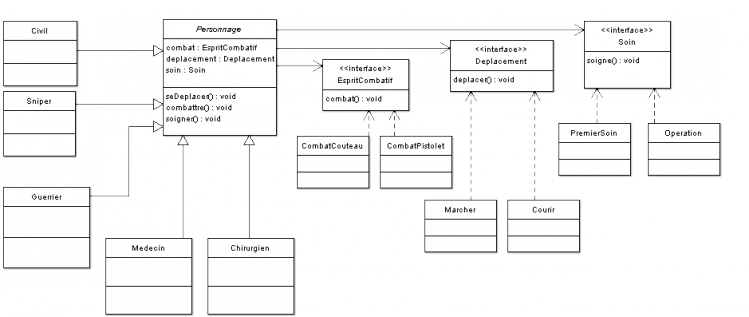 Personnage
combat : EspritCombatif
deplacement : Deplacement
soin : Soin
seDeplacer() : void
combattre() : void
soigner() : void
Civil
Sniper
Guerrier
Medecin
Chirurgien
<<interface>>
EspritCombatif
combat() : void
<<interface>>
Deplacement
deplacer() : void
<<interface>>
Soin
soigne() : void
CombatCouteau
CombatPistolet
Marcher
Courir
PremierSoin
Operation